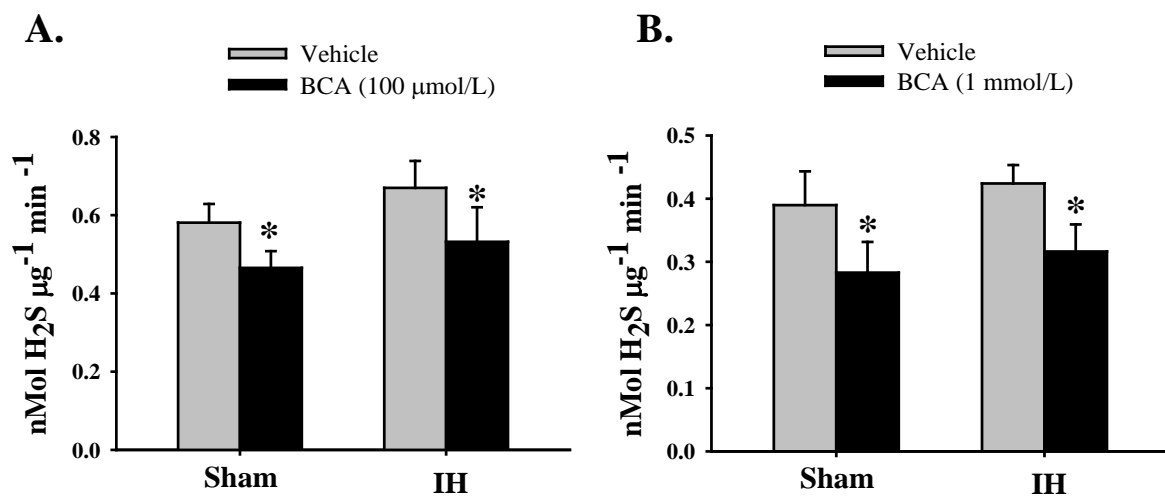 A.
Vehicle
BCA (100 μmol/L)
nMol H2S μg-1 min -1
0.8
0.6
0.4
0.2
0.0
*
*
Sham
IH
B.
Vehicle
BCA (1 mmol/L)
nMol H2S μg-1 min -1
0.5
0.4
0.3
0.2
0.1
0.0
*
*
Sham
IH